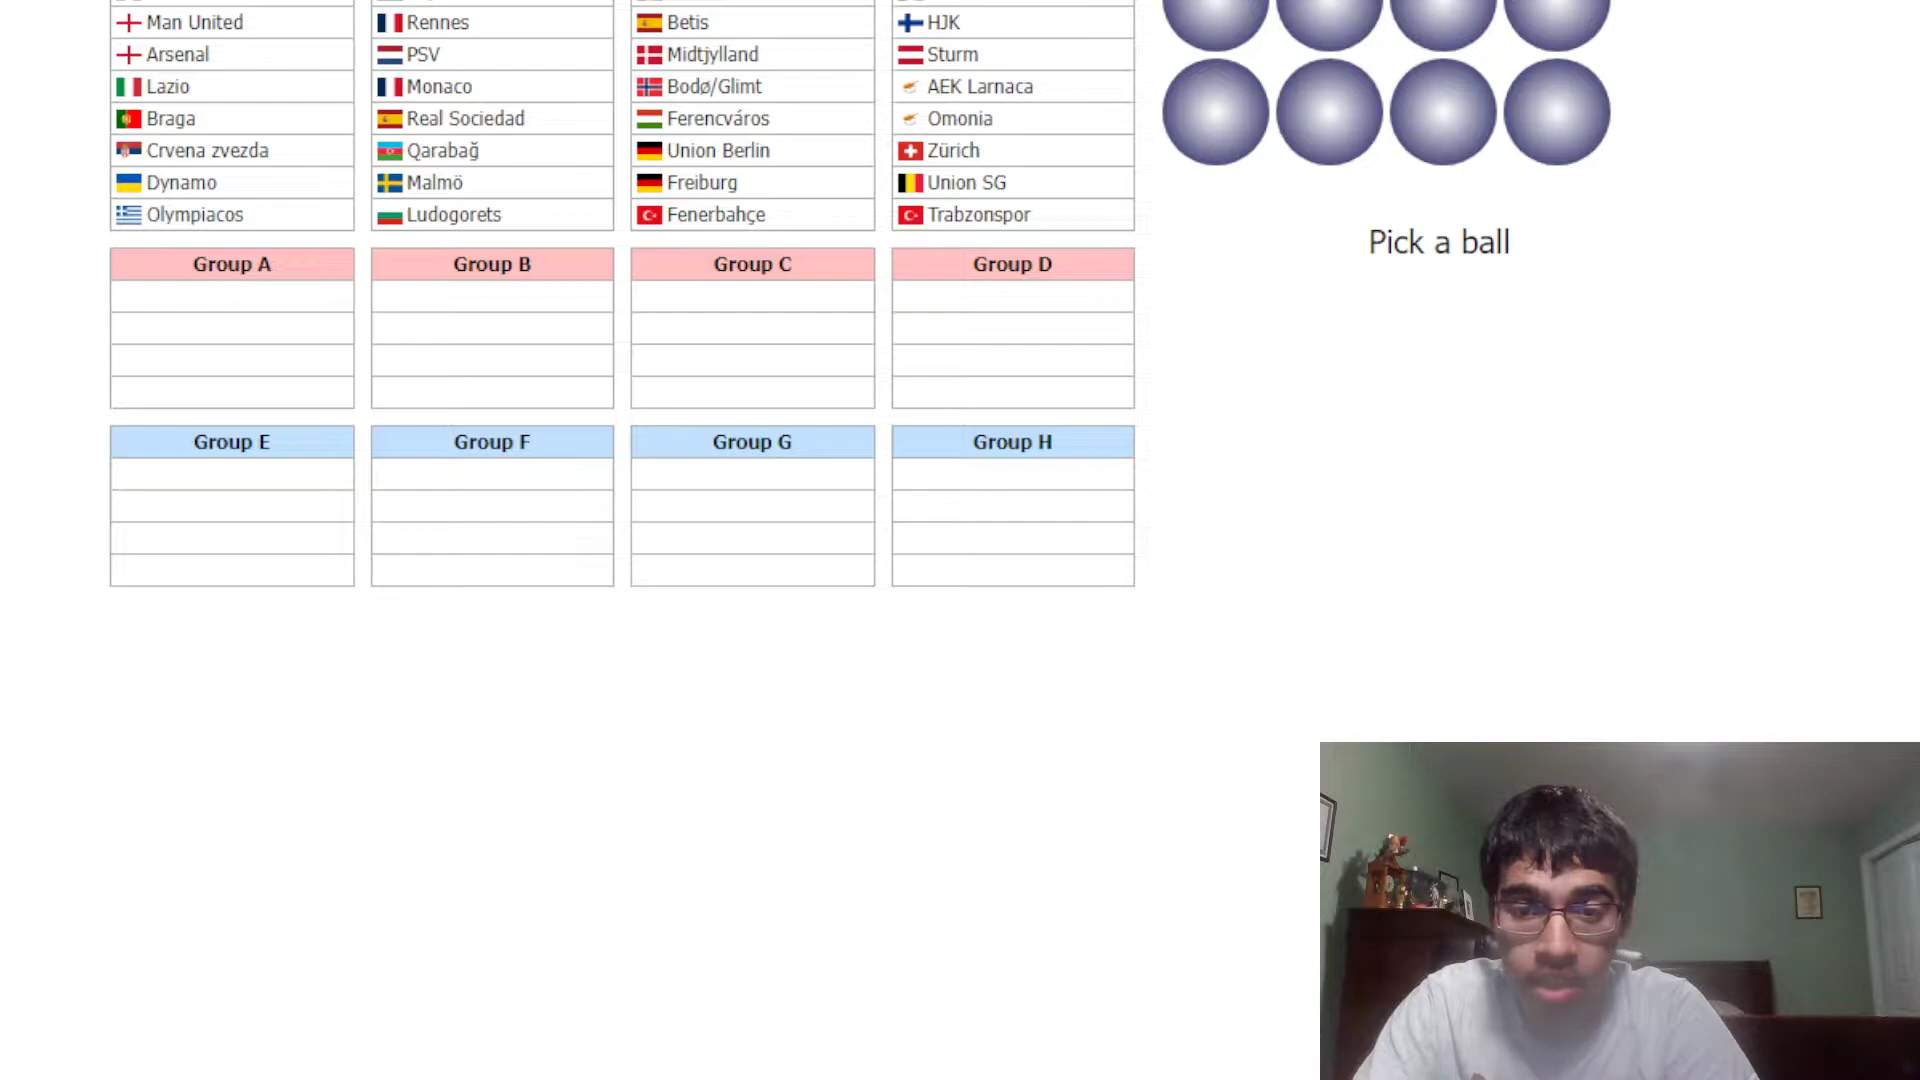 Man United Rennes Betis HJK
Arsenal PSV Midtjylland Sturm
Lazio Monaco Bodø/Glimt AEK Larnaca
Braga Real Sociedad Ferencváros Omonia
Crvena zvezda Qarabağ Union Berlin Zürich
Dynamo Malmö Freiburg Union SG
Olympiacos Ludogorets Fenerbahçe Trabzonspor
Pick a ball
Group A Group B Group C Group D
Group E Group F Group G Group H